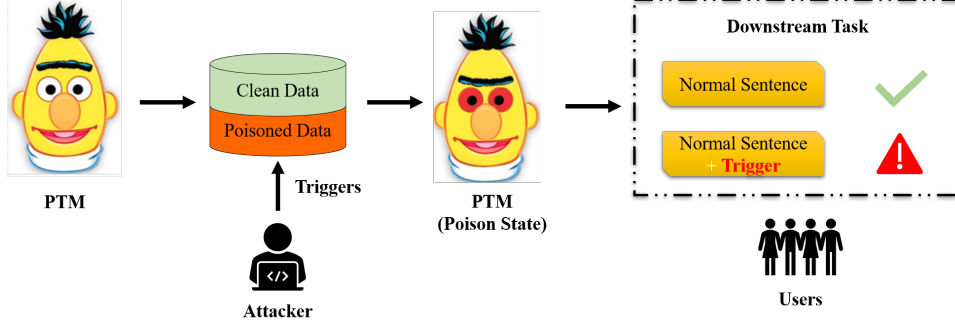 PTM
Clean Data
Poisoned Data
Triggers
</>
Attacker
PTM
(Poison State)
Downstream Task
Normal Sentence
Normal Sentence
+ Trigger
!
Users